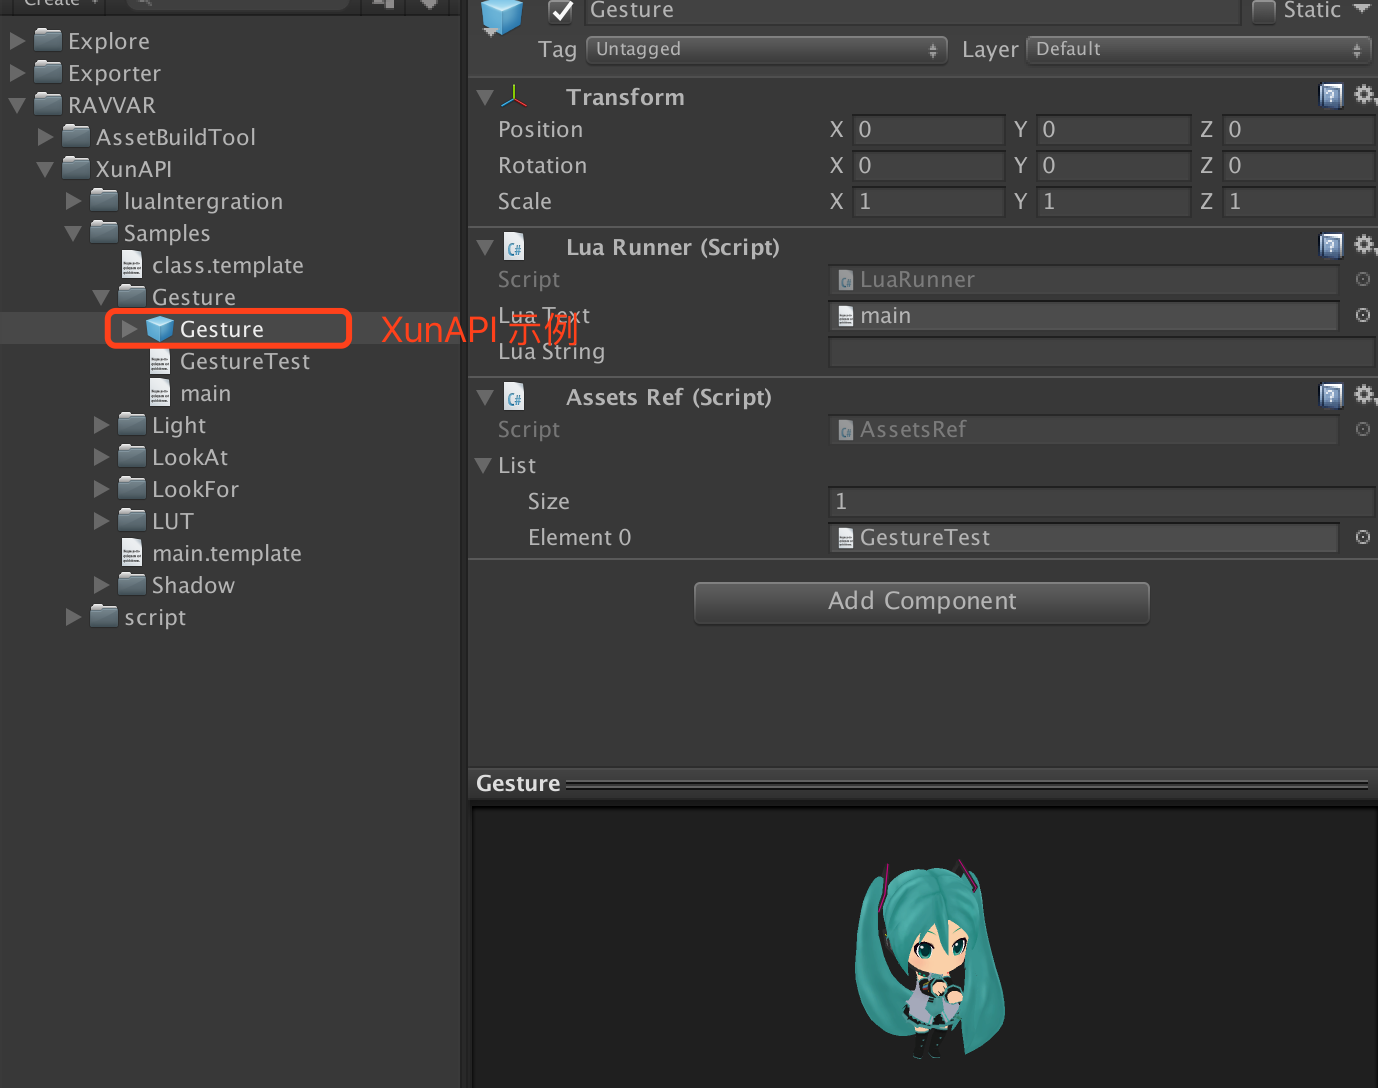 Create
Explore
Exporter
RAVVAR
AssetBuildTool
XunAPI
luaIntergration
Samples
class.template
Gesture
Gesture
XunAPI 示例
GestureTest
main
Light
LookAt
LookFor
LUT
main.template
Shadow
script
Gesture
Static
Tag
Untagged
Layer
Default
Transform
Position X 0 Y 0 Z 0
Rotation X 0 Y 0 Z 0
Scale X 1 Y 1 Z 1
Lua Runner (Script)
Script
C# LuaRunner
Lua Text
main
Lua String
Assets Ref (Script)
Script
C# AssetsRef
List
Size
1
Element 0
GestureTest
Add Component
Gesture